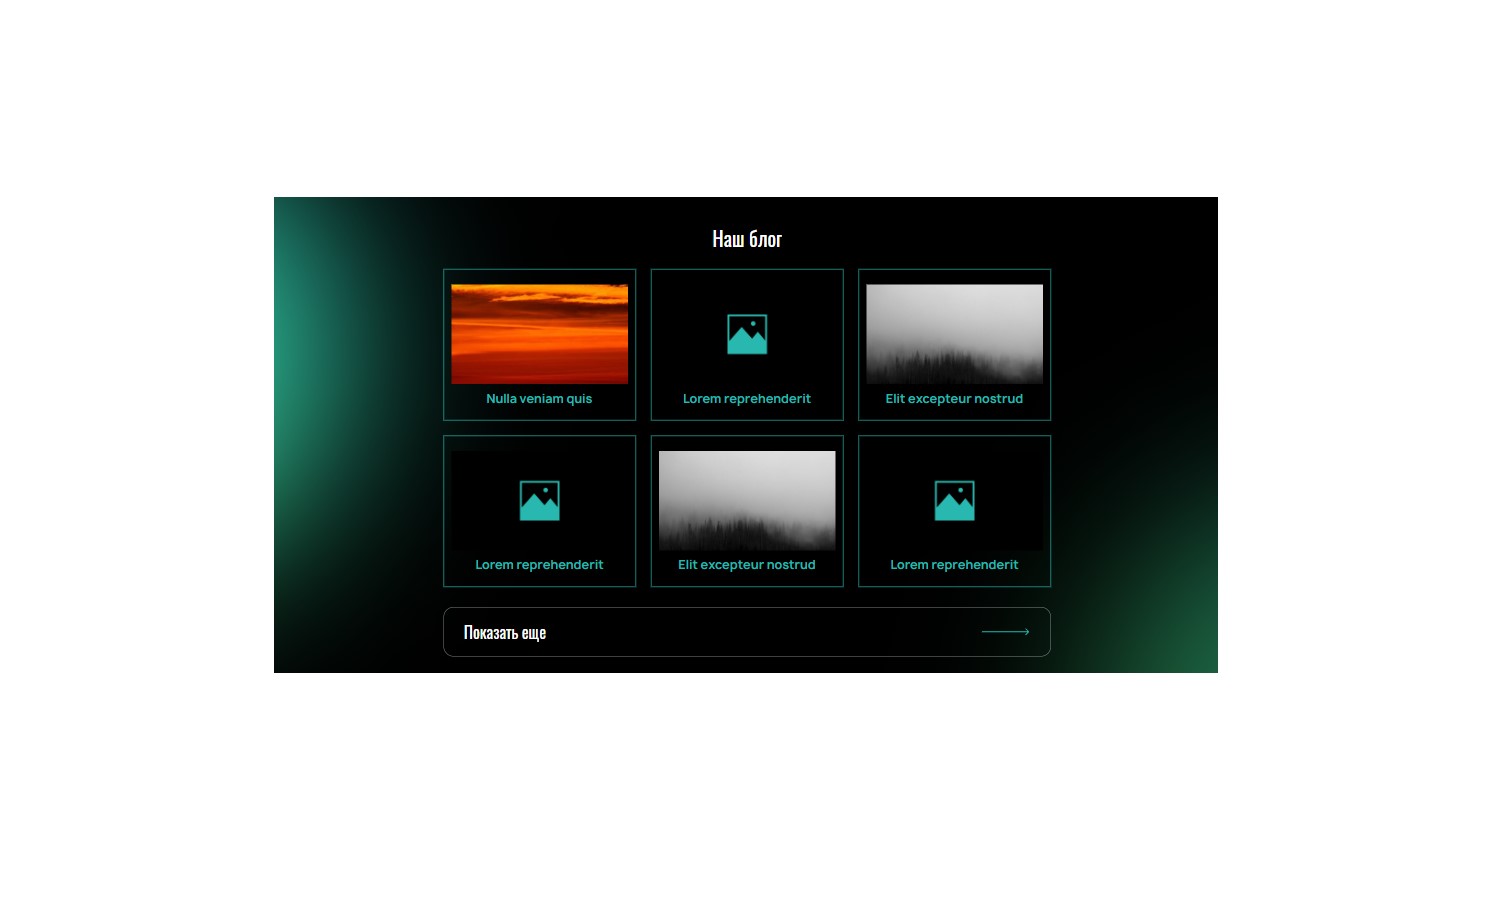 Наш блог
Nulla veniam quis
Lorem reprehenderit
Elit excepteur nostrud
Lorem reprehenderit
Elit excepteur nostrud
Lorem reprehenderit
Показать еще